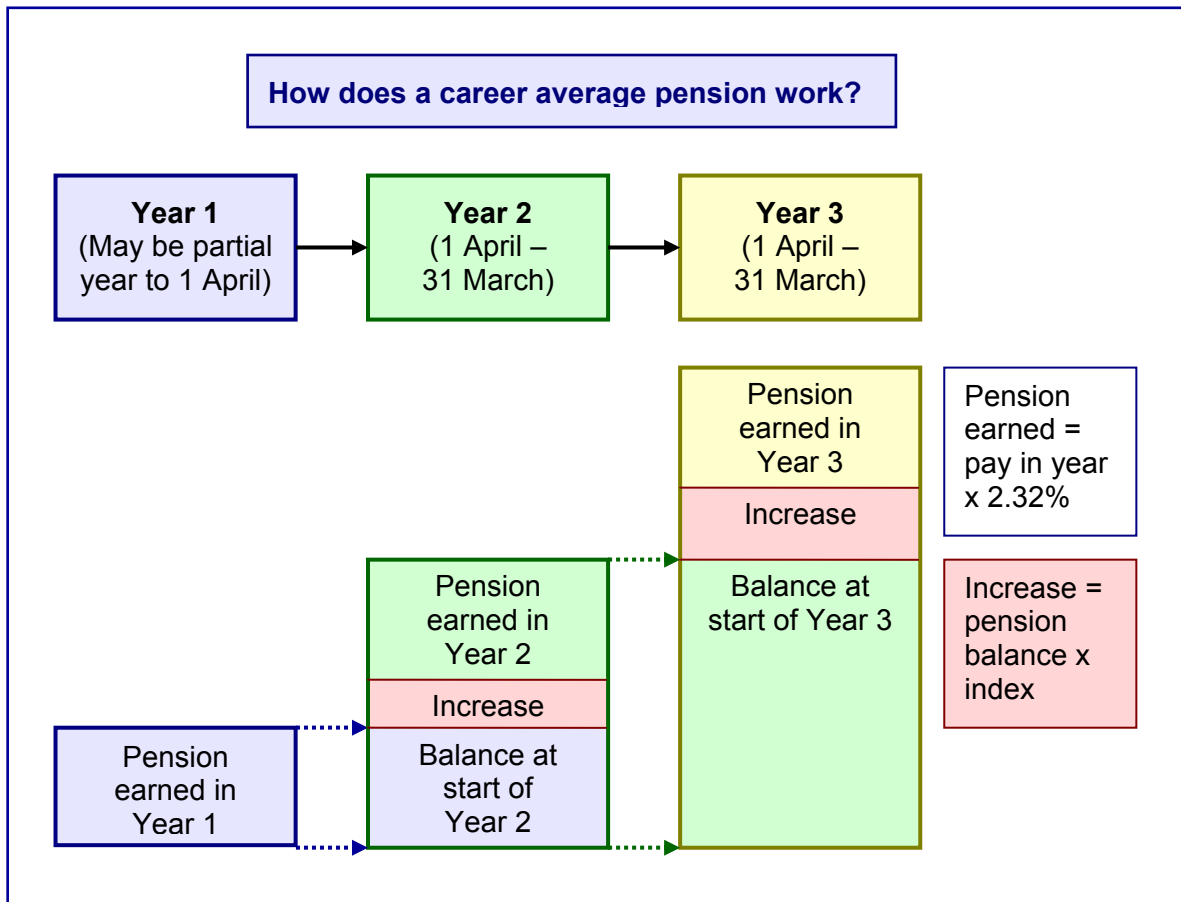 How does a career average pension work?
Year 1
(May be partial
year to 1 April)
Year 2
(1 April –
31 March)
Year 3
(1 April –
31 March)
Pension
earned in
Year 3
Increase
Balance at
start of Year 3
Pension
earned =
pay in year
x 2.32%
Increase =
pension
balance x
index
Pension
earned in
Year 2
Increase
Balance at
start of
Year 2
Pension
earned in
Year 1